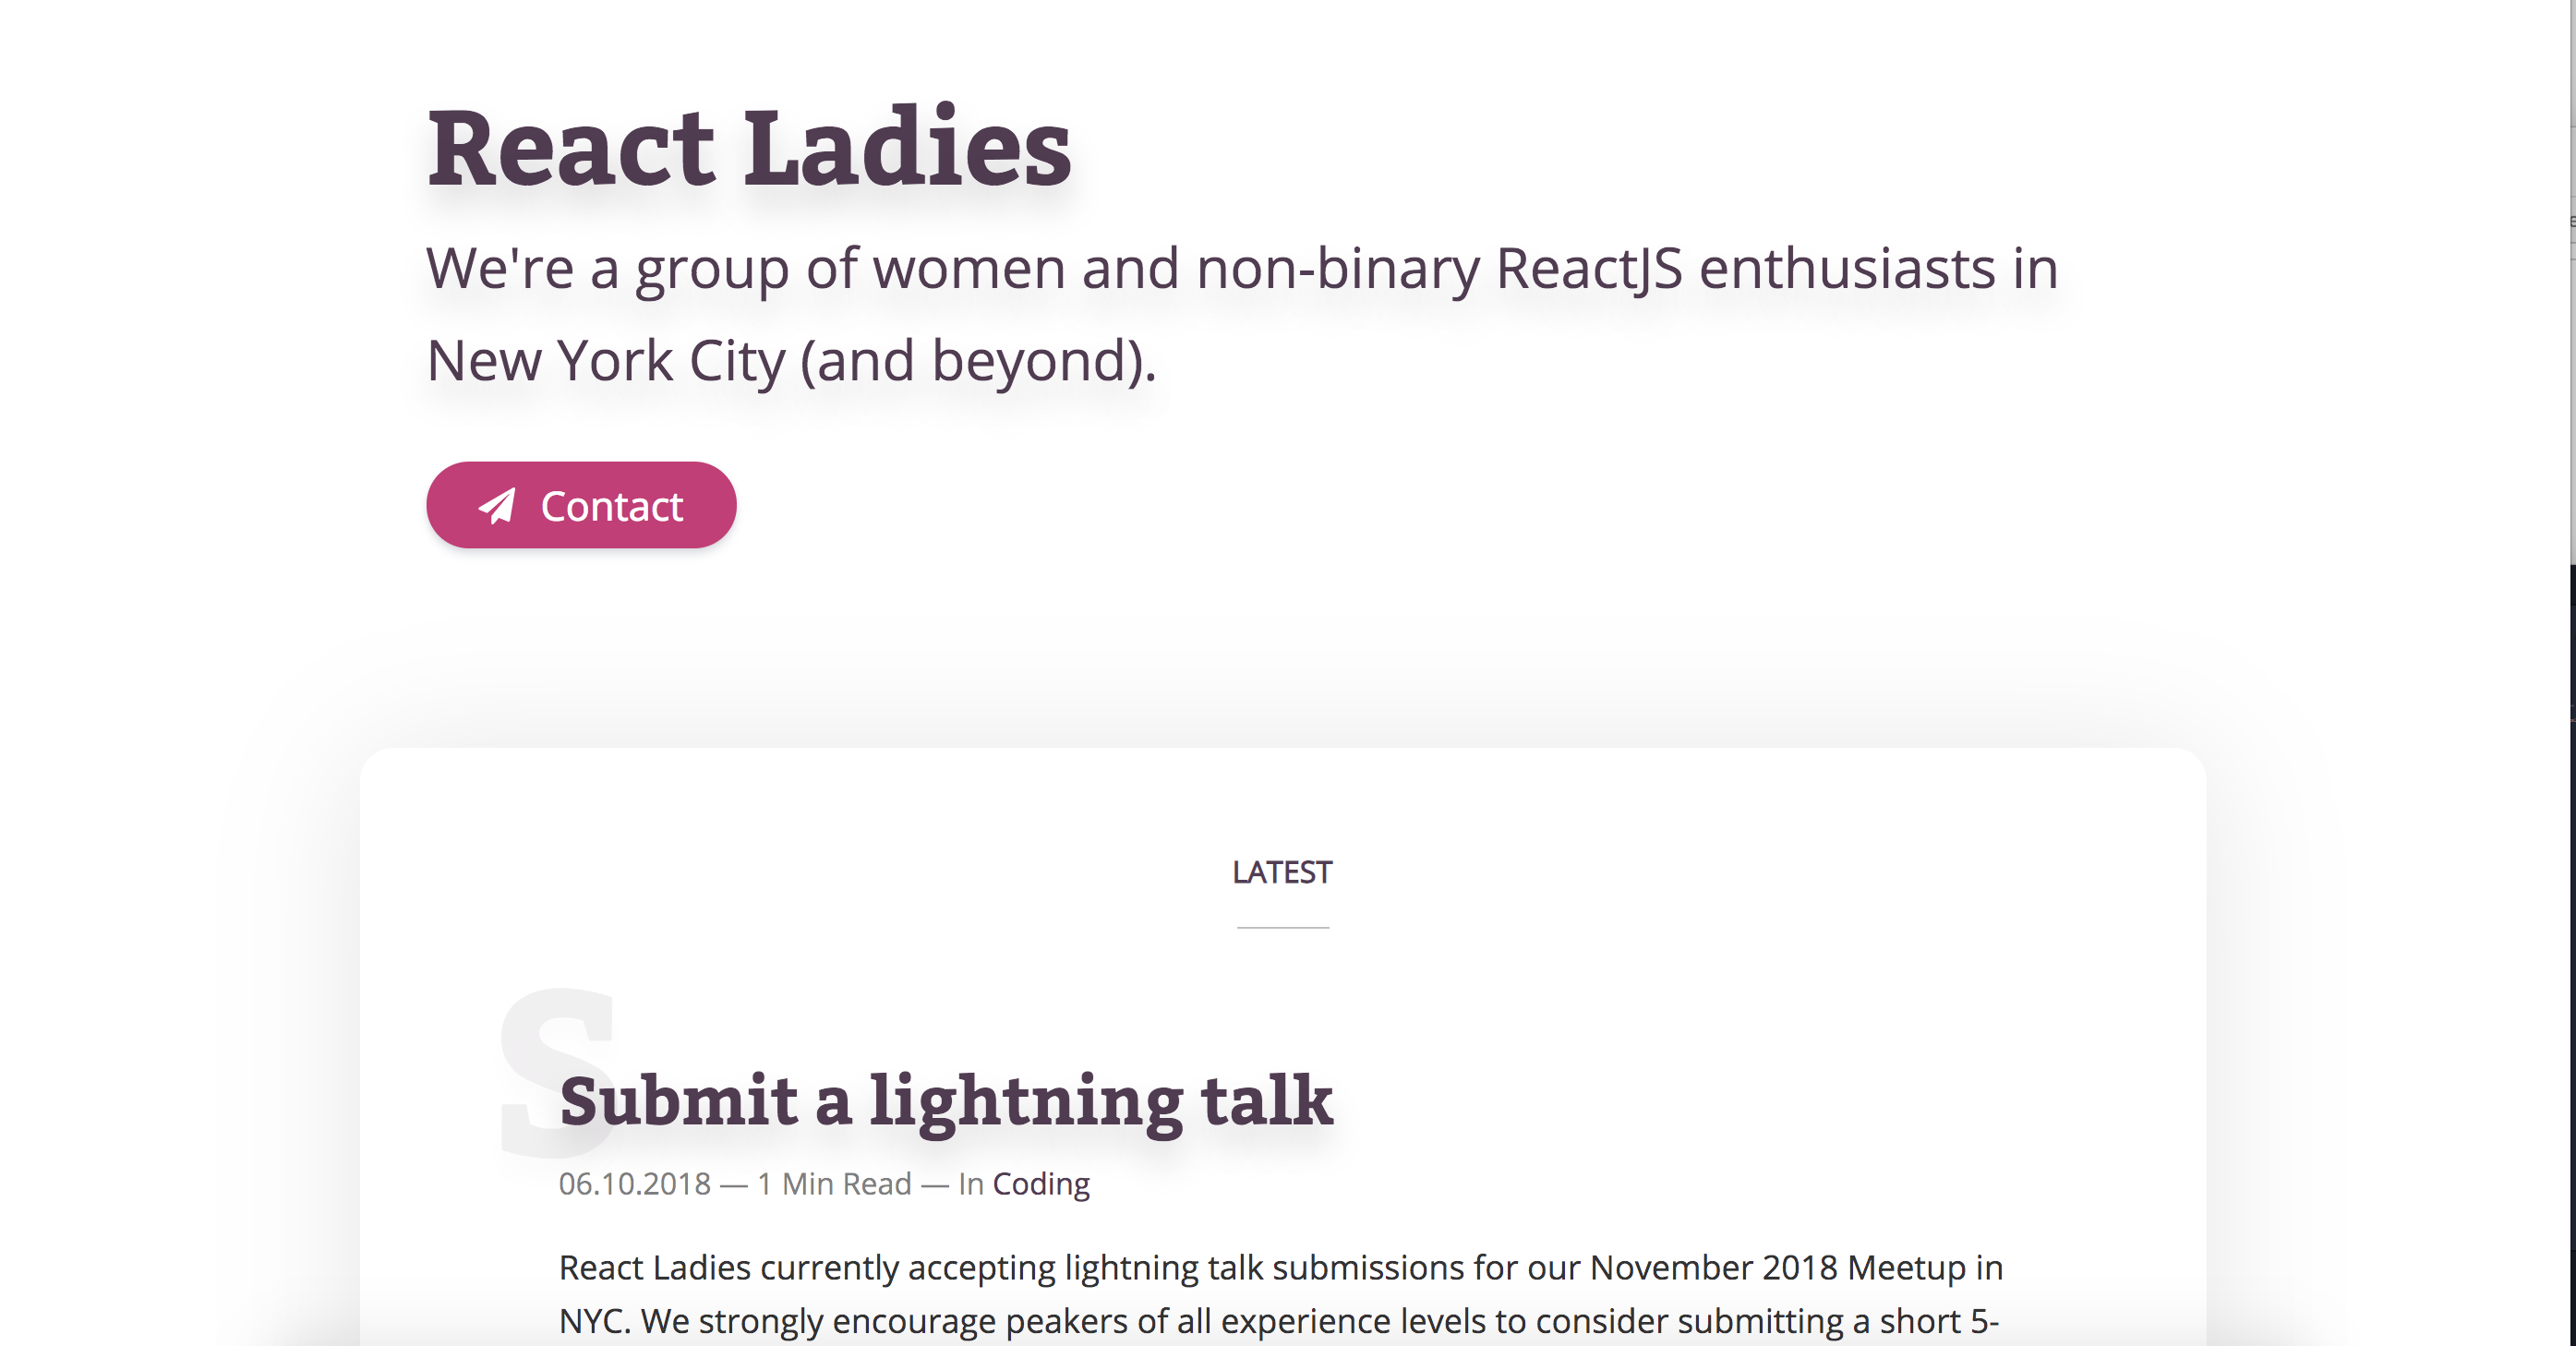 React Ladies
We're a group of women and non-binary ReactJS enthusiasts in
New York City (and beyond).
Contact
LATEST
S
Submit a lightning talk
06.10.2018 — 1 Min Read — In Coding
React Ladies currently accepting lightning talk submissions for our November 2018 Meetup in
NYC. We strongly encourage peakers of all experience levels to consider submitting a short 5-